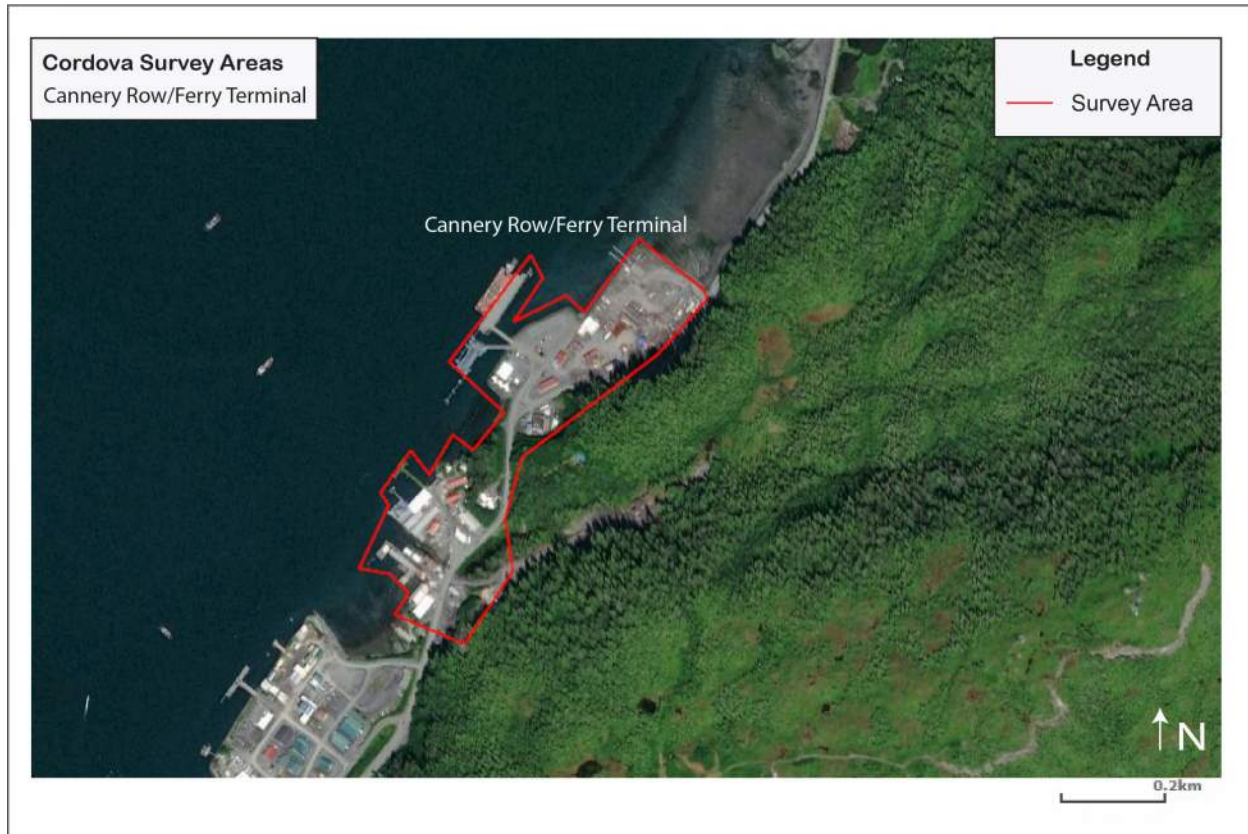 Cordova Survey Areas
Cannery Row/Ferry Terminal
Legend
Survey Area
Cannery Row/Ferry Terminal
N
0.2km